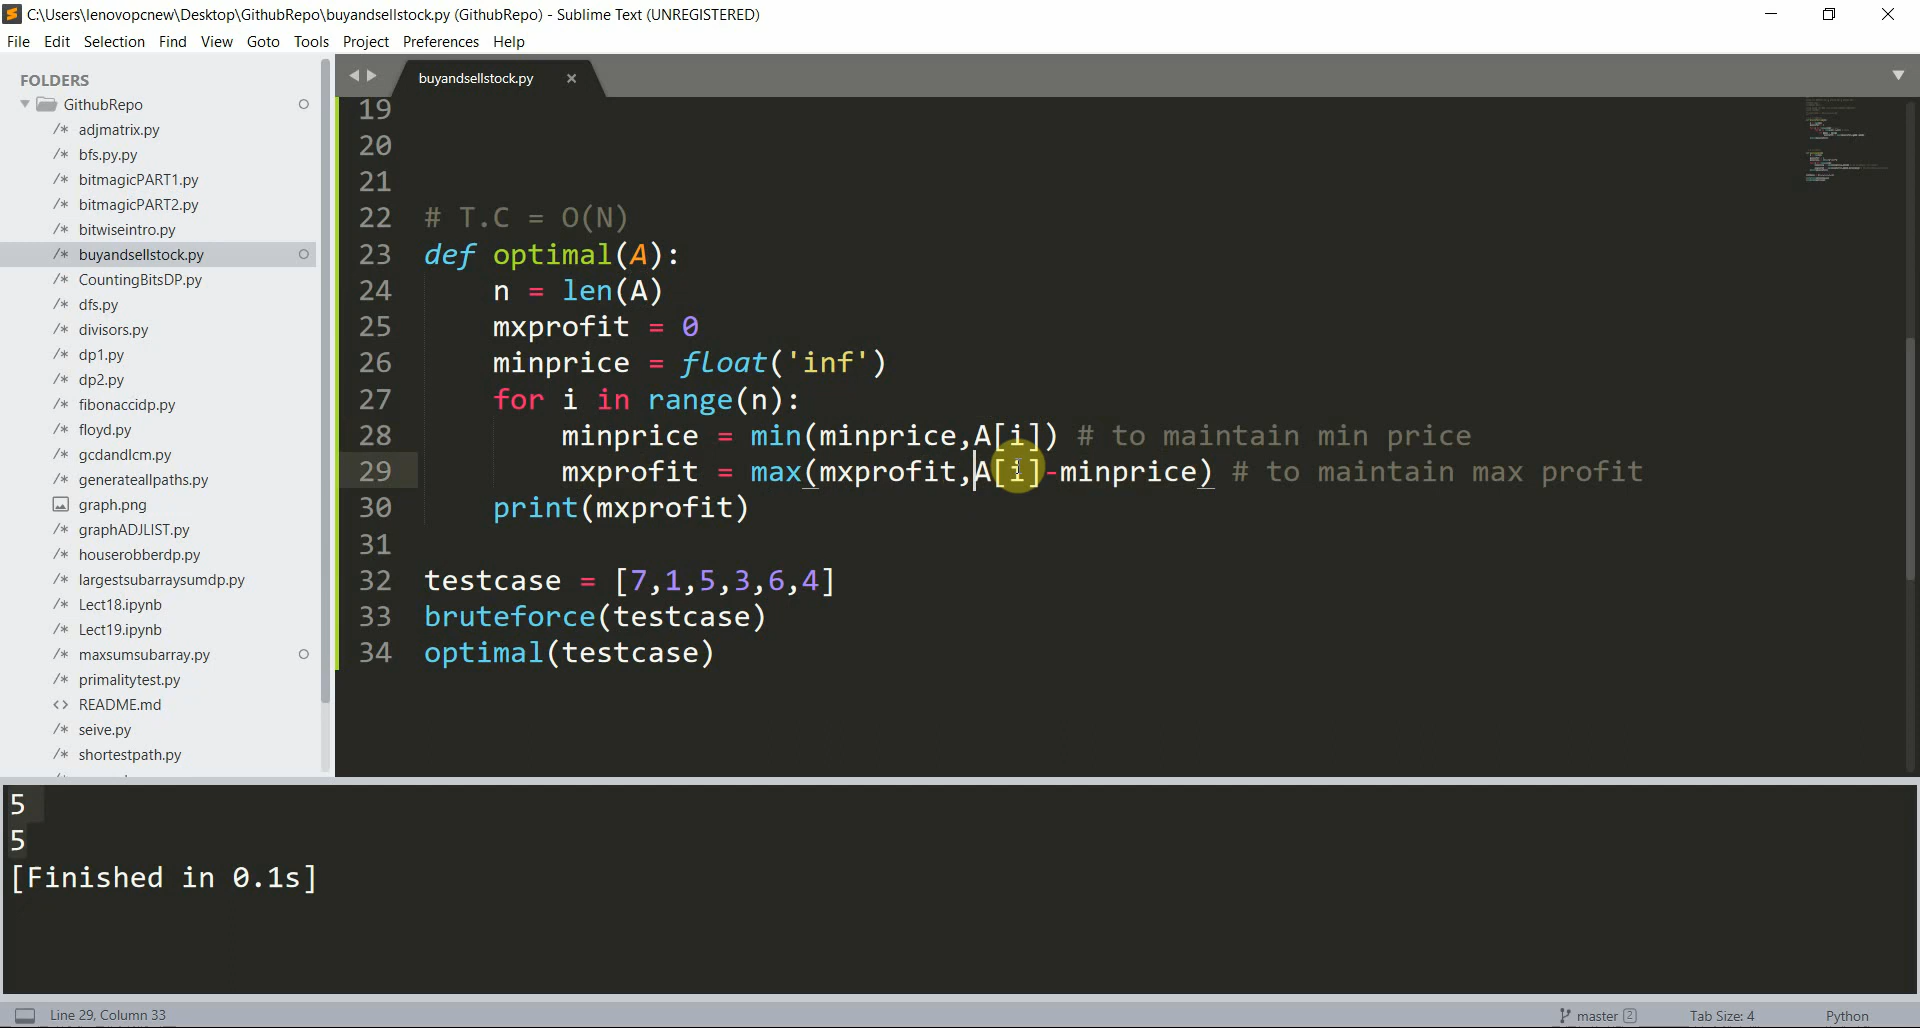 C:\Users\lenovopcnew\Desktop\GithubRepo\buyandsellstock.py (GithubRepo) - Sublime Text (UNREGISTERED)
File Edit Selection Find View Goto Tools Project Preferences Help
FOLDERS
GithubRepo
/* adjmatrix.py
/* bfs.py.py
/* bitmagicPART1.py
/* bitmagicPART2.py
/* bitwiseintro.py
/* buyandsellstock.py
/* CountingBitsDP.py
/* dfs.py
/* divisors.py
/* dp1.py
/* dp2.py
/* fibonaccidp.py
/* floyd.py
/* gcdandlcm.py
/* generateallpaths.py
graph.png
/* graphADJLIST.py
/* houserobberdp.py
/* largestsubarraysumdp.py
/* Lect18.ipynb
/* Lect19.ipynb
/* maxsumsubarray.py
/* primalitytest.py
<> README.md
/* seive.py
/* shortestpath.py
buyandsellstock.py
19
20
21
22 # T.C = O(N)
23 def optimal(A):
24 n = len(A)
25 mxprofit = 0
26 minprice = float('inf')
27 for i in range(n):
28 minprice = min(minprice,A[i]) # to maintain min price
29 mxprofit = max(mxprofit,A[i]-minprice) # to maintain max profit
30 print(mxprofit)
31
32 testcase = [7,1,5,3,6,4]
33 bruteforce(testcase)
34 optimal(testcase)
5
5
[Finished in 0.1s]
Line 29, Column 33 master 2 Tab Size: 4 Python